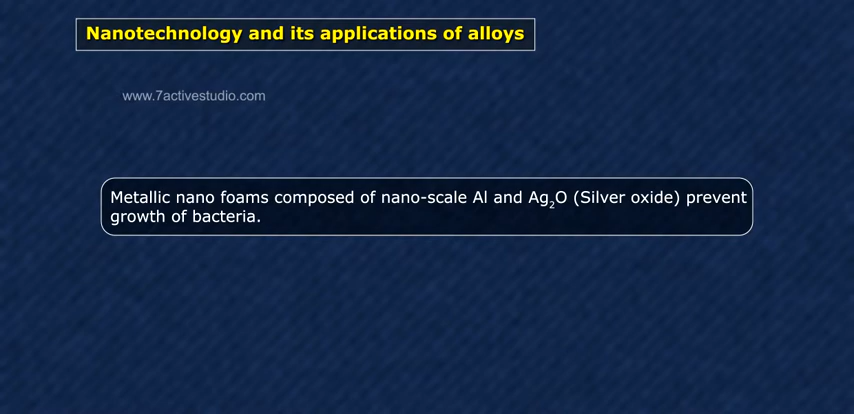 Nanotechnology and its applications of alloys
www.7activestudio.com
Metallic nano foams composed of nano-scale Al and Ag₂O (Silver oxide) prevent
growth of bacteria.